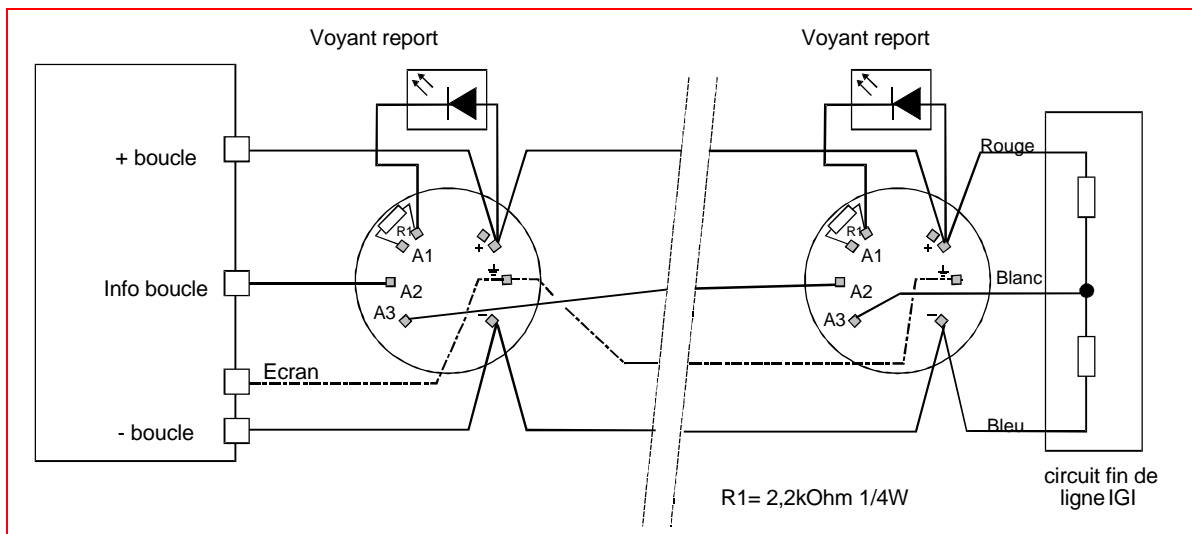 Voyant report
Voyant report
+ boucle
Rouge
R1
A1
+
R1
A1
+
Info boucle
A2
Blanc
A2
A3
-
A3
-
Ecran
- boucle
Bleu
R1= 2,2kOhm 1/4W
circuit fin de
ligne IGI